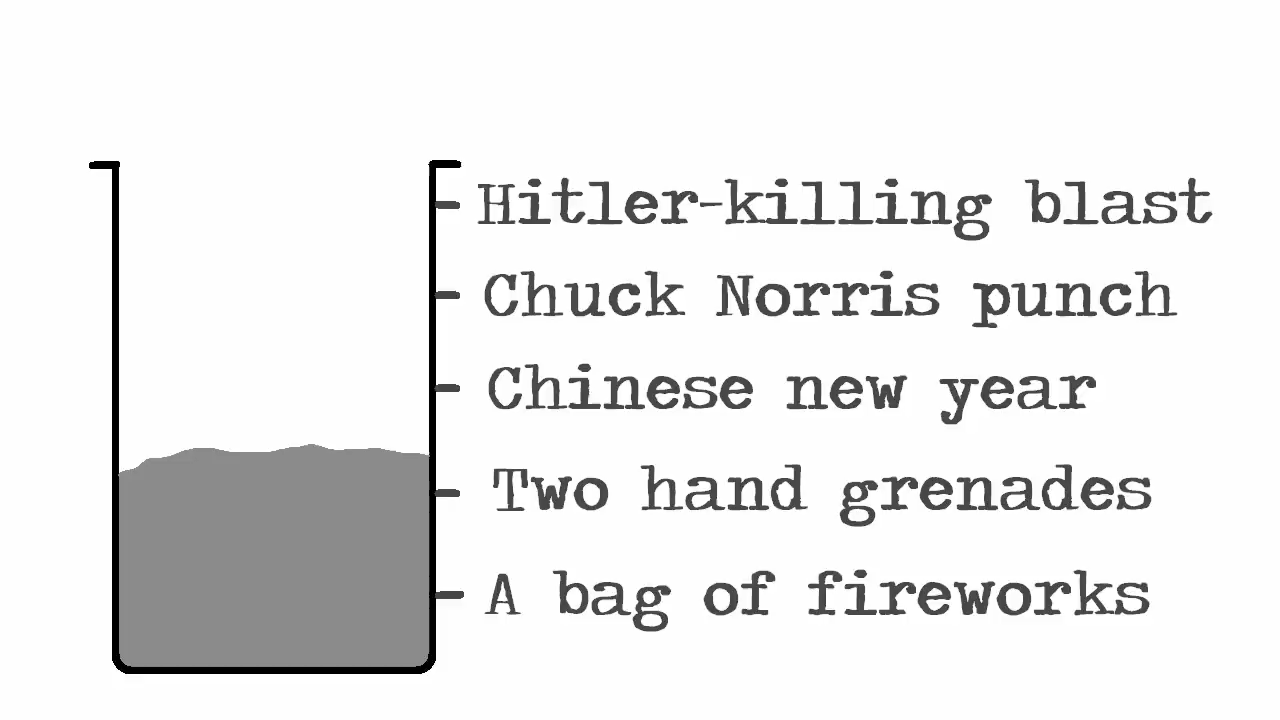 Hitler-killing blast
Chuck Norris punch
Chinese new year
Two hand grenades
A bag of fireworks